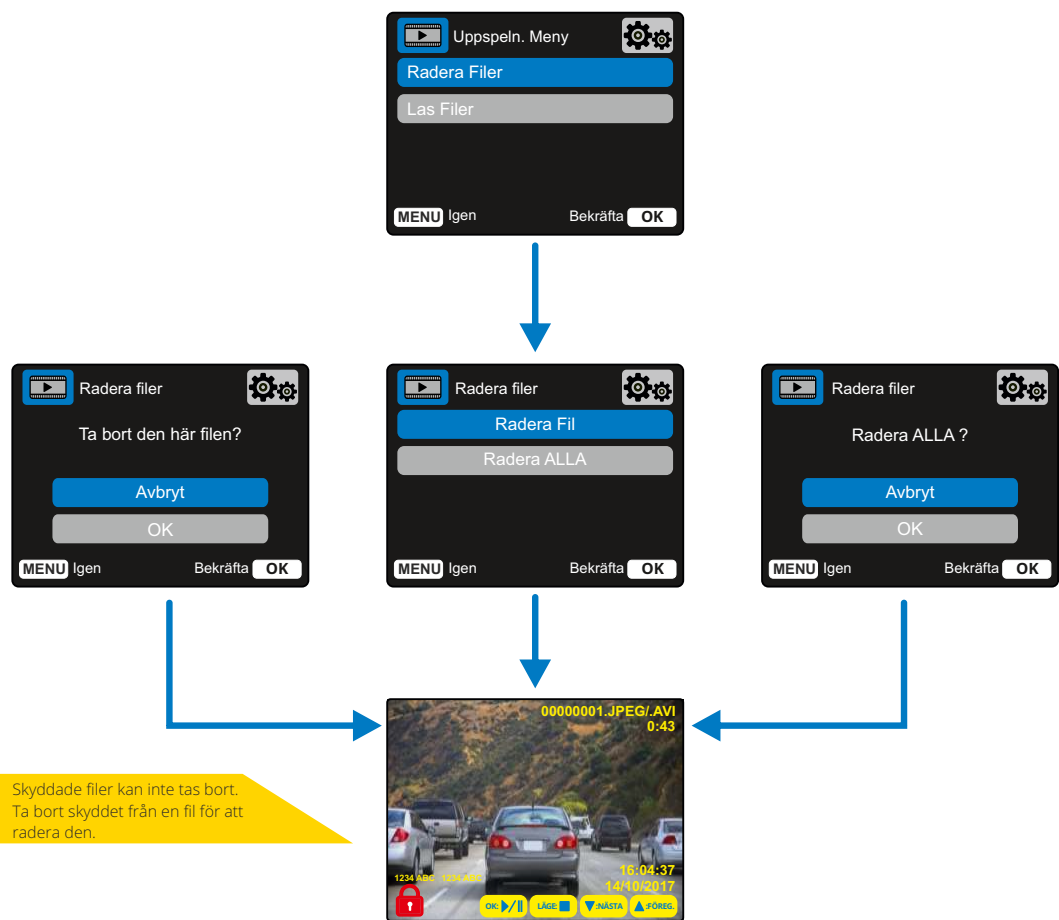 Uppspeln. Meny
Radera Filer
Las Filer
MENU Igen Bekräfta OK
Radera filer
Ta bort den här filen?
Avbryt
OK
MENU Igen Bekräfta OK
Radera filer
Radera Fil
Radera ALLA
MENU Igen Bekräfta OK
Radera filer
Radera ALLA ?
Avbryt
OK
MENU Igen Bekräfta OK
Skyddade filer kan inte tas bort.
Ta bort skyddet från en fil för att
radera den.
00000001.JPEG/.AVI
0:43
16:04:37
1234 ABC 1234 ABC
14/10/2017
OK: LÄGE: :NÄSTA :FÖREG.